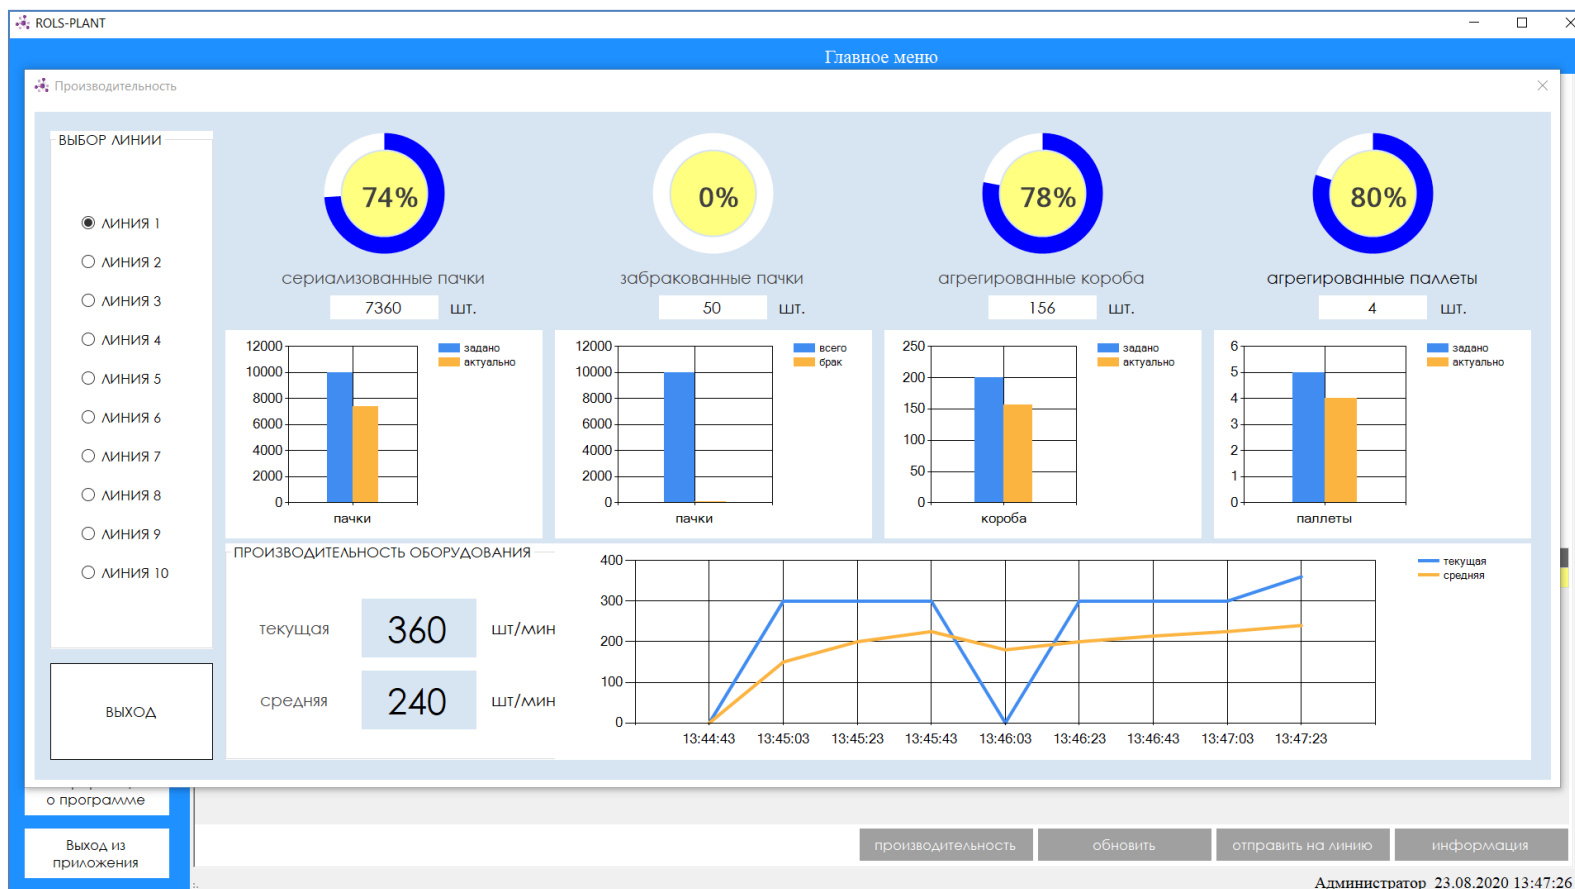 ROLS-PLANT
Главное меню
Производительность
ВЫБОР ЛИНИИ
ЛИНИЯ 1
ЛИНИЯ 2
ЛИНИЯ 3
ЛИНИЯ 4
ЛИНИЯ 5
ЛИНИЯ 6
ЛИНИЯ 7
ЛИНИЯ 8
ЛИНИЯ 9
ЛИНИЯ 10
ВЫХОД
74%
сериализованные пачки
7360 шт.
0%
забракованные пачки
50 шт.
78%
агрегированные короба
156 шт.
80%
агрегированные паллеты
4 шт.
12000
10000
8000
6000
4000
2000
0
пачки
задано
актуально
12000
10000
8000
6000
4000
2000
0
пачки
всего
брак
250
200
150
100
50
0
короба
задано
актуально
6
5
4
3
2
1
0
паллеты
задано
актуально
ПРОИЗВОДИТЕЛЬНОСТЬ ОБОРУДОВАНИЯ
текущая 360 шт/мин
средняя 240 шт/мин
400
300
200
100
0
13:44:43 13:45:03 13:45:23 13:45:43 13:46:03 13:46:23 13:46:43 13:47:03 13:47:23
текущая
средняя
о программе
Выход из
приложения
производительность
обновить
отправить на линию
информация
Администратор 23.08.2020 13:47:26